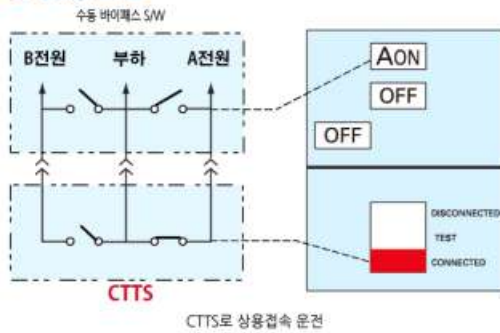 수동 바이패스 S/W
B전원 부하 A전원
AON
OFF
OFF
DISCONNECTED
TEST
CONNECTED
CTTS
CTTS로 상용접속 운전